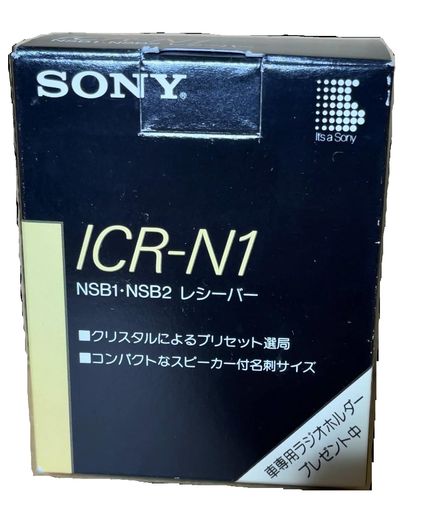 SONY
It's a Sony
ICR-N1
NSB1・NSB2 レシーバー
■クリスタルによるプリセット選局
■コンパクトなスピーカー付名刺サイズ
車専用ラジオホルダー
プレゼント中